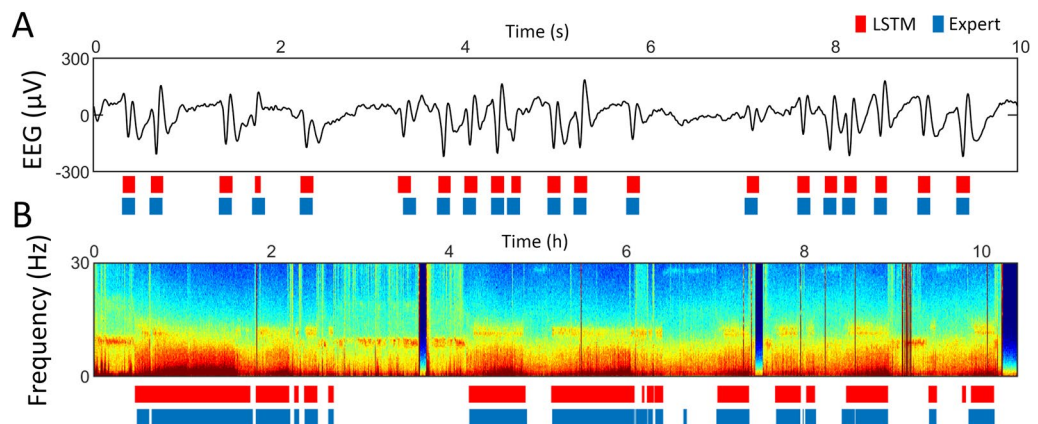 A
Time (s)
LSTM Expert
0 2 4 6 8 10
300
0
-300
EEG (µV)
B
Time (h)
0 2 4 6 8 10
30
0
Frequency (Hz)